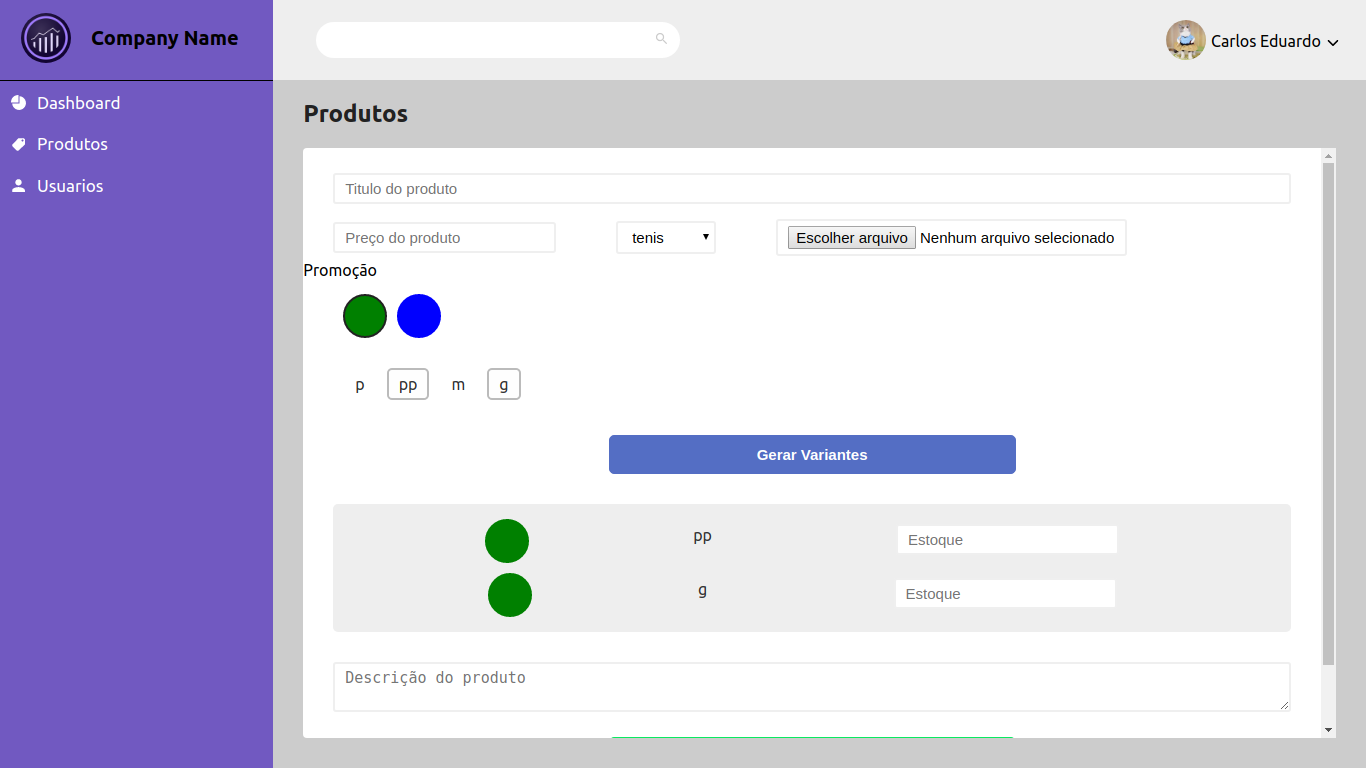 Company Name
Carlos Eduardo
Dashboard
Produtos
Usuarios
Produtos
Titulo do produto
Preço do produto
tenis
Escolher arquivo Nenhum arquivo selecionado
Promoção
p pp m g
Gerar Variantes
pp Estoque
g Estoque
Descrição do produto